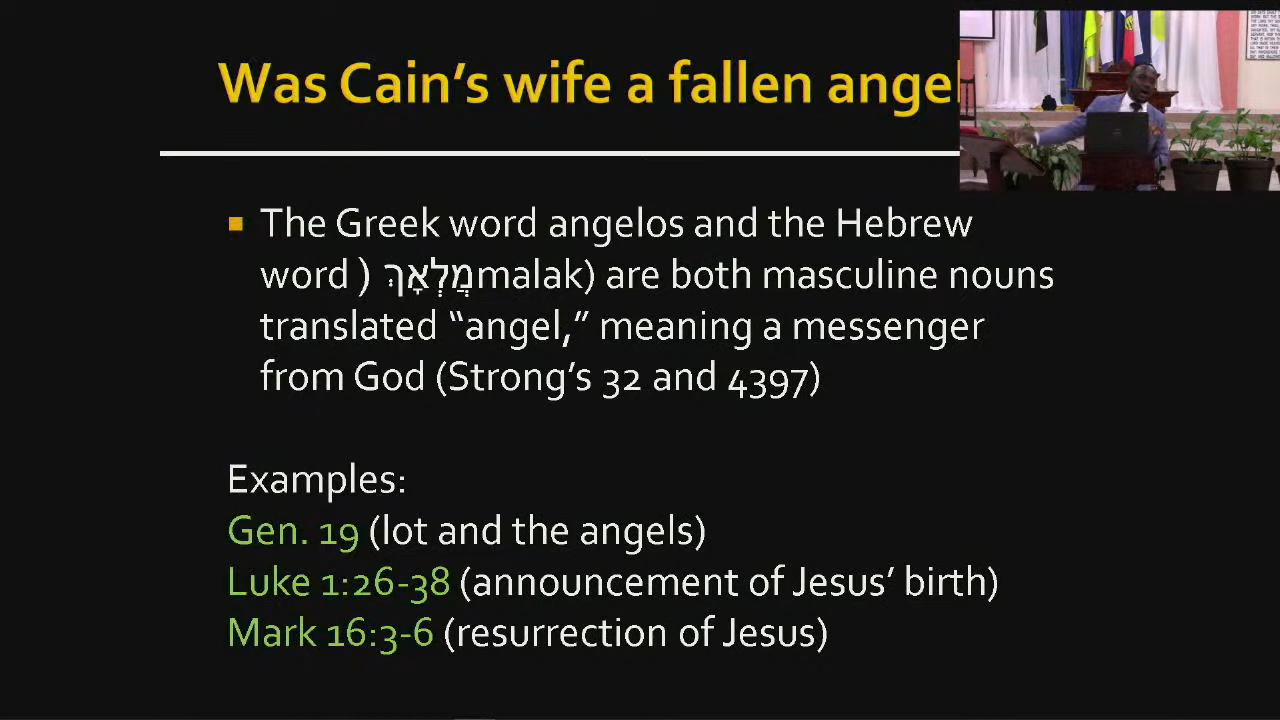 Was Cain’s wife a fallen angel
The Greek word angelos and the Hebrew
word ) מֲלְאָךְmalak) are both masculine nouns
translated “angel,” meaning a messenger
from God (Strong’s 32 and 4397)
Examples:
Gen. 19 (lot and the angels)
Luke 1:26-38 (announcement of Jesus’ birth)
Mark 16:3-6 (resurrection of Jesus)